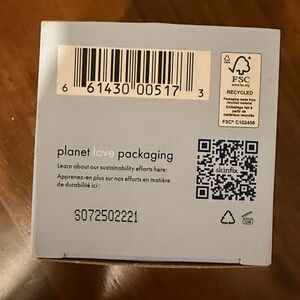 6 61430 00517 3
FSC
www.fsc.org
RECYCLED
Packaging made from
recycled material
Emballage fait à
partir de
matériaux recyclés
FSC® C102456
planet love packaging
Learn about our sustainability efforts here:
Apprenez-en plus sur nos efforts en matière
de durabilité ici :
skinfix
S072502221